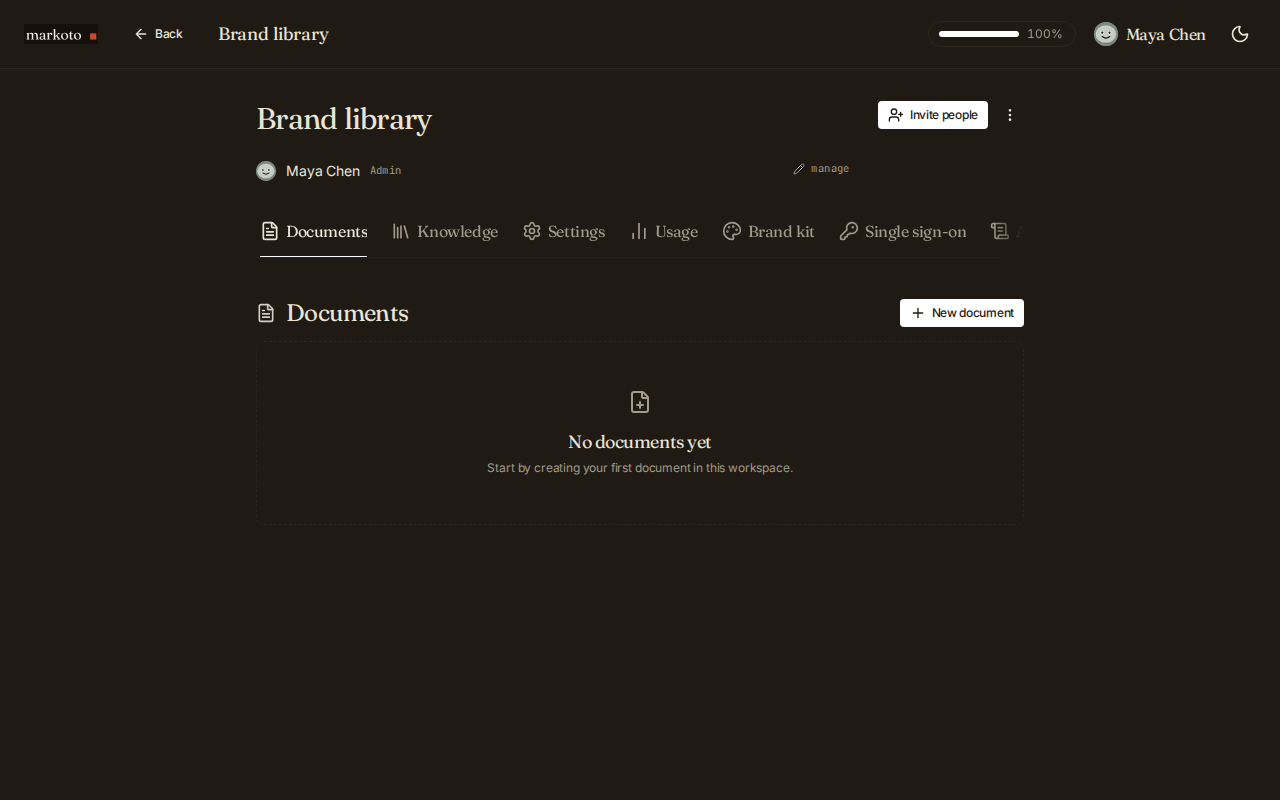 markoto
Back
Brand library
100%
Maya Chen
Brand library
Invite people
Maya Chen Admin
manage
Documents Knowledge Settings Usage Brand kit Single sign-on
Documents
New document
No documents yet
Start by creating your first document in this workspace.